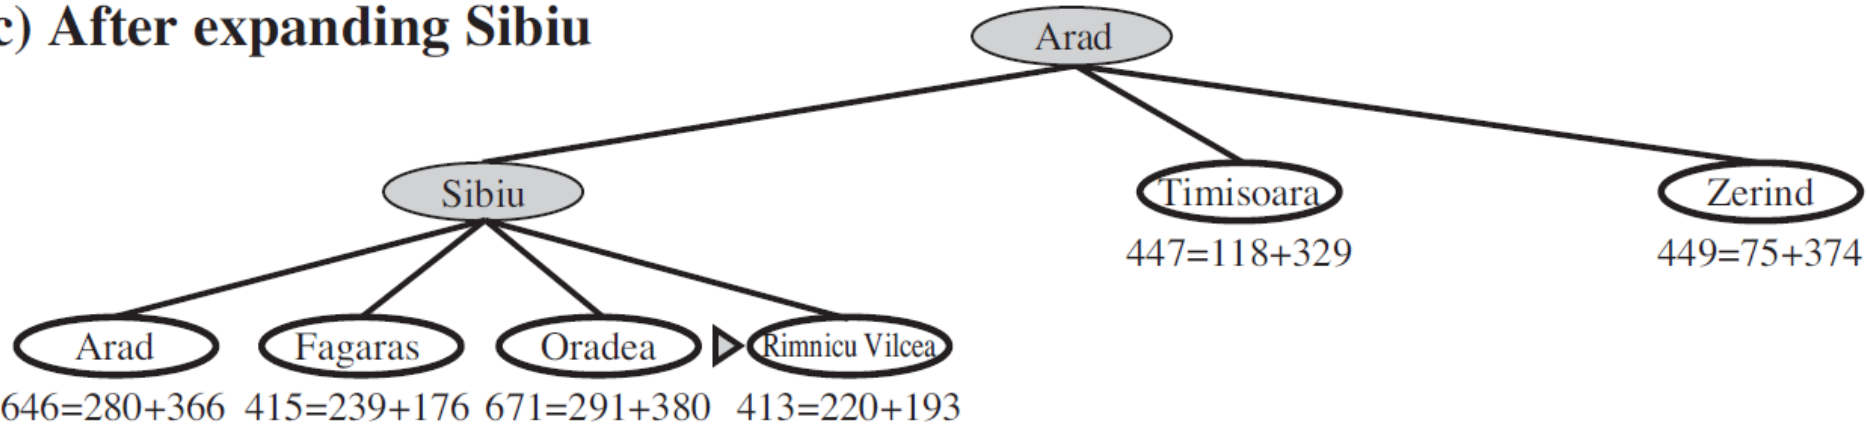 c) After expanding Sibiu
Arad
Sibiu
Timisoara
Zerind
447=118+329
449=75+374
Arad
Fagaras
Oradea
Rimnicu Vilcea
646=280+366
415=239+176
671=291+380
413=220+193